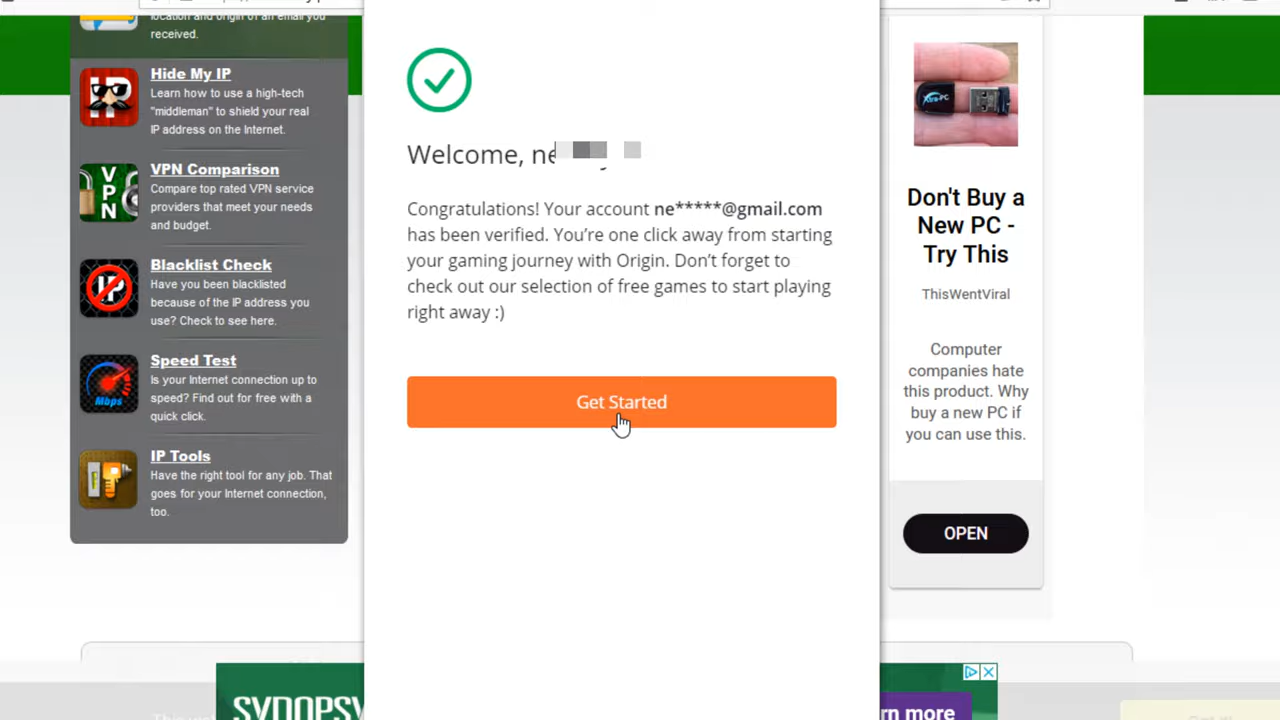 location and origin of an email you
received.
Hide My IP
Learn how to use a high-tech
"middleman" to shield your real
IP address on the Internet.
VPN Comparison
Compare top rated VPN service
providers that meet your needs
and budget.
Blacklist Check
Have you been blacklisted
because of the IP address you
use? Check to see here.
Speed Test
Is your Internet connection up to
speed? Find out for free with a
quick click.
IP Tools
Have the right tool for any job. That
goes for your Internet connection,
too.
IP
VPN
IP
Mbps
Welcome, ne
Congratulations! Your account ne*****@gmail.com
has been verified. You’re one click away from starting
your gaming journey with Origin. Don’t forget to
check out our selection of free games to start playing
right away :)
Get Started
Xtra-PC
Don't Buy a
New PC -
Try This
ThisWentViral
Computer
companies hate
this product. Why
buy a new PC if
you can use this.
OPEN
SYNOPSY
rn more